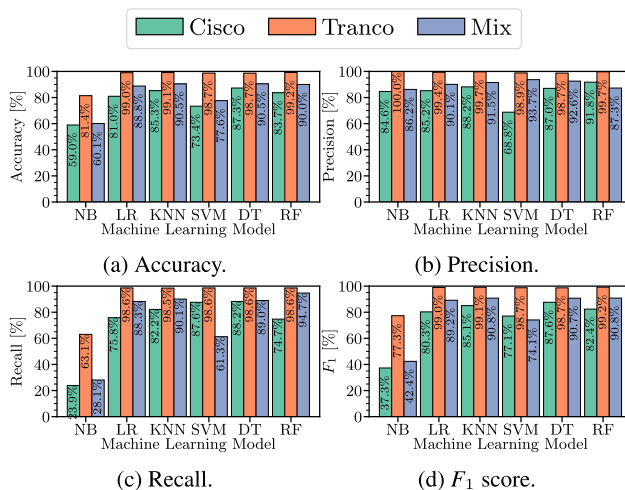 Cisco Tranco Mix
100
80
60
40
20
0
Accuracy [%]
59.0% 81.4% 60.1% 81.0% 99.0% 88.8% 85.3% 99.1% 90.5% 73.4% 98.7% 77.6% 87.3% 98.7% 90.5% 83.7% 99.2% 90.0%
NB LR KNN SVM DT RF
Machine Learning Model
(a) Accuracy.
100
80
60
40
20
0
Precision [%]
84.6% 100.0% 86.2% 85.2% 99.4% 90.1% 88.2% 99.7% 91.5% 68.8% 98.9% 93.7% 87.0% 98.7% 92.6% 91.8% 99.7% 87.3%
NB LR KNN SVM DT RF
Machine Learning Model
(b) Precision.
100
80
60
40
20
0
Recall [%]
23.9% 63.1% 28.1% 75.8% 98.6% 88.3% 82.2% 98.5% 90.1% 87.6% 98.6% 61.3% 88.2% 98.6% 89.0% 74.7% 98.6% 94.7%
NB LR KNN SVM DT RF
Machine Learning Model
(c) Recall.
100
80
60
40
20
0
F1 [%]
37.3% 77.3% 42.4% 80.3% 99.0% 89.2% 85.1% 99.1% 90.8% 77.1% 98.7% 74.1% 87.6% 98.7% 90.7% 82.4% 99.2% 90.8%
NB LR KNN SVM DT RF
Machine Learning Model
(d) F1 score.